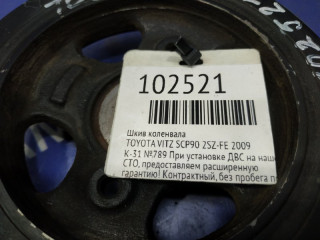 102521
Шкив коленвала
TOYOTA VITZ SCP90 2SZ-FE 2009
К-31 №789 При установке ДВС на наше
СТО, предоставляем расширенную
гарантию! Контрактный, без пробега п